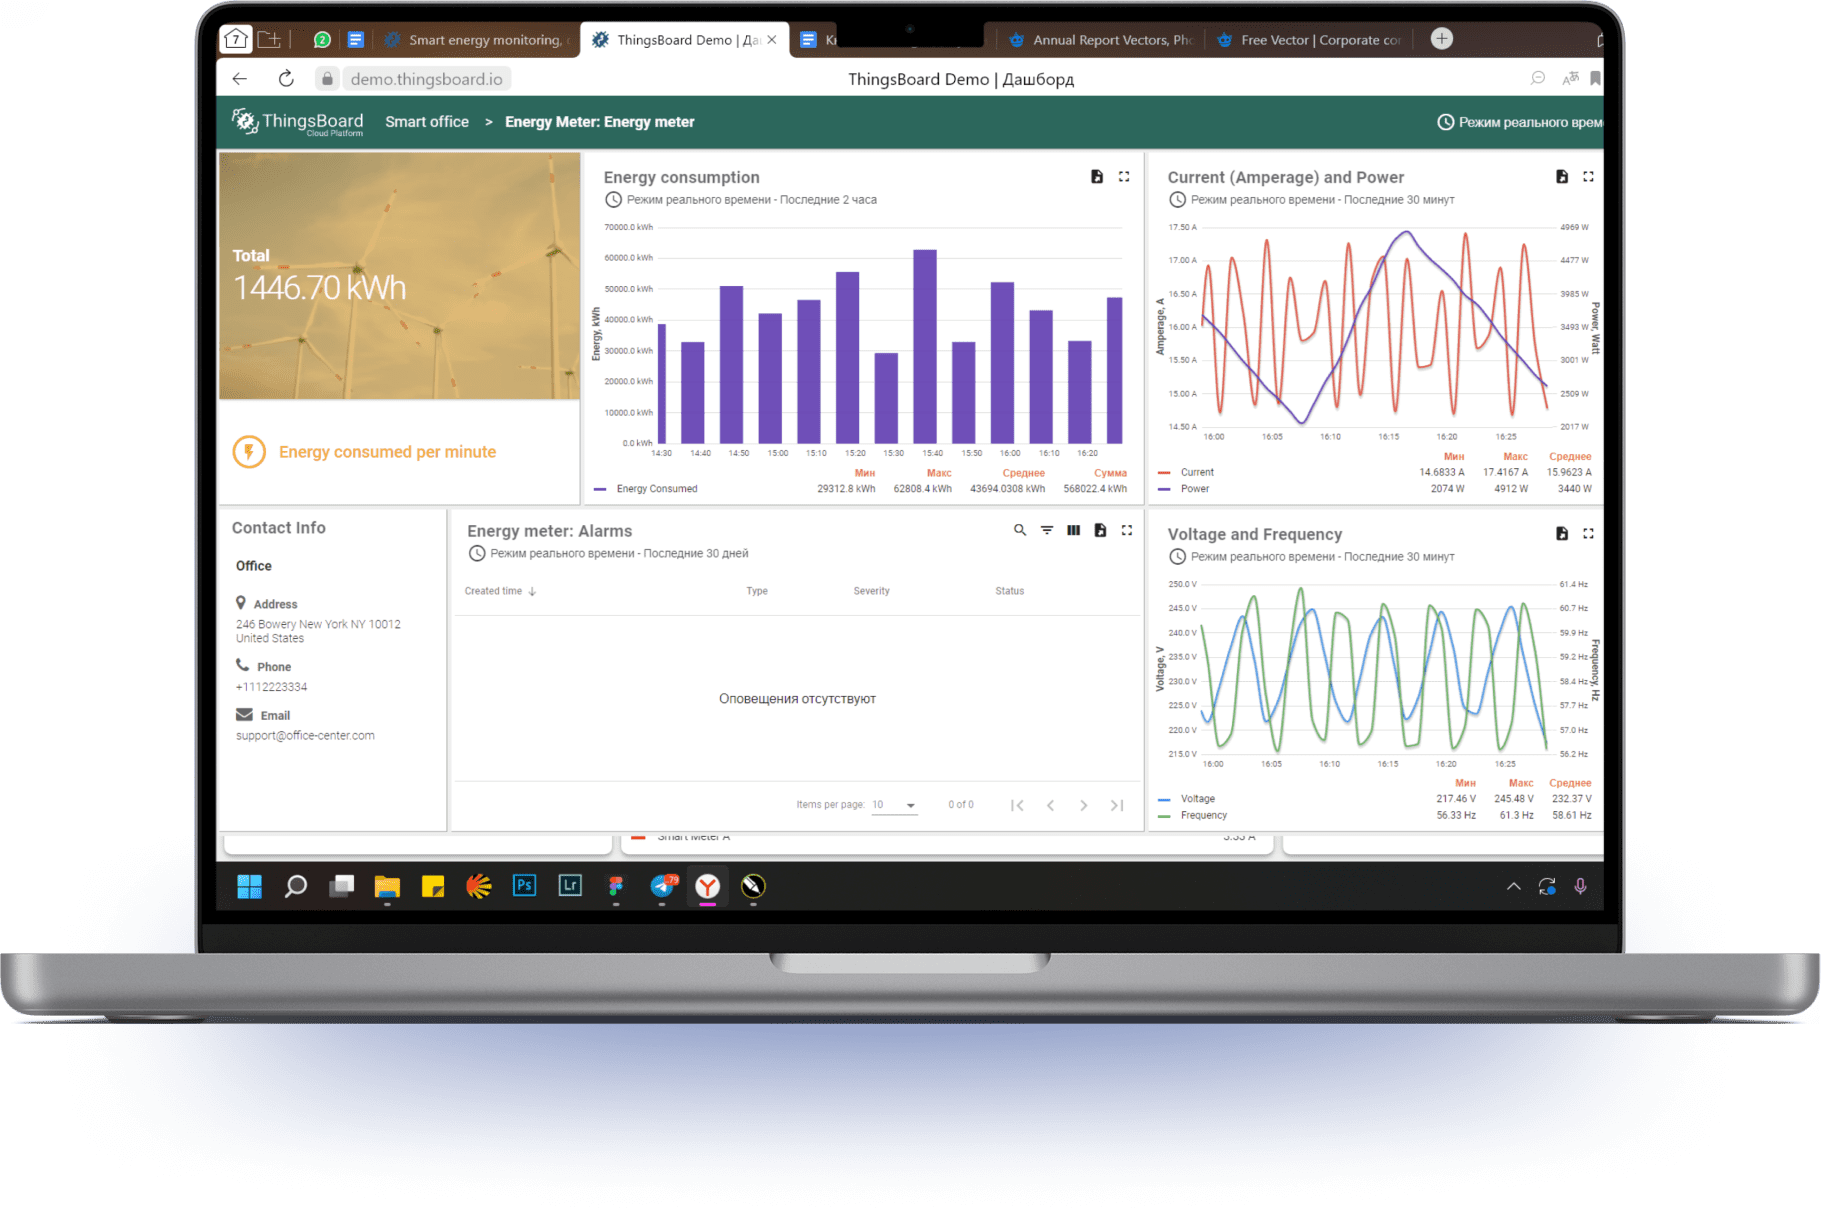 7
2
Smart energy monitoring,
ThingsBoard Demo | Да
Annual Report Vectors, Pho
Free Vector | Corporate cor
demo.thingsboard.io
ThingsBoard Demo | Дашборд
ThingsBoard
Cloud Platform
Smart office > Energy Meter: Energy meter
Режим реального врем
Total
1446.70 kWh
Energy consumed per minute
Energy consumption
Режим реального времени - Последние 2 часа
Energy, kWh
70000.0 kWh
60000.0 kWh
50000.0 kWh
40000.0 kWh
30000.0 kWh
20000.0 kWh
10000.0 kWh
0.0 kWh
14:30 14:40 14:50 15:00 15:10 15:20 15:30 15:40 15:50 16:00 16:10 16:20
Мин Макс Среднее Сумма
Energy Consumed 29312.8 kWh 62808.4 kWh 43694.0308 kWh 568022.4 kWh
Current (Amperage) and Power
Режим реального времени - Последние 30 минут
Amperage, A
17.50 A 4969 W
17.00 A 4477 W
16.50 A 3985 W
16.00 A 3493 W
15.50 A 3001 W
15.00 A 2509 W
14.50 A 2017 W
Power, Watt
16:00 16:05 16:10 16:15 16:20 16:25
Мин Макс Среднее
Current 14.6833 A 17.4167 A 15.9623 A
Power 2074 W 4912 W 3440 W
Contact Info
Office
Address
246 Bowery New York NY 10012
United States
Phone
+1112223334
Email
support@office-center.com
Energy meter: Alarms
Режим реального времени - Последние 30 дней
Created time Type Severity Status
Оповещения отсутствуют
Items per page: 10 0 of 0
Voltage and Frequency
Режим реального времени - Последние 30 минут
Voltage, V
250.0 V 61.4 Hz
245.0 V 60.7 Hz
240.0 V 59.9 Hz
235.0 V 59.2 Hz
230.0 V 58.4 Hz
225.0 V 57.7 Hz
220.0 V 57.0 Hz
215.0 V 56.2 Hz
Frequency, Hz
16:00 16:05 16:10 16:15 16:20 16:25
Мин Макс Среднее
Voltage 217.46 V 245.48 V 232.37 V
Frequency 56.33 Hz 61.3 Hz 58.61 Hz
Smart Meter A 3.33 A
Ps
Lr
79